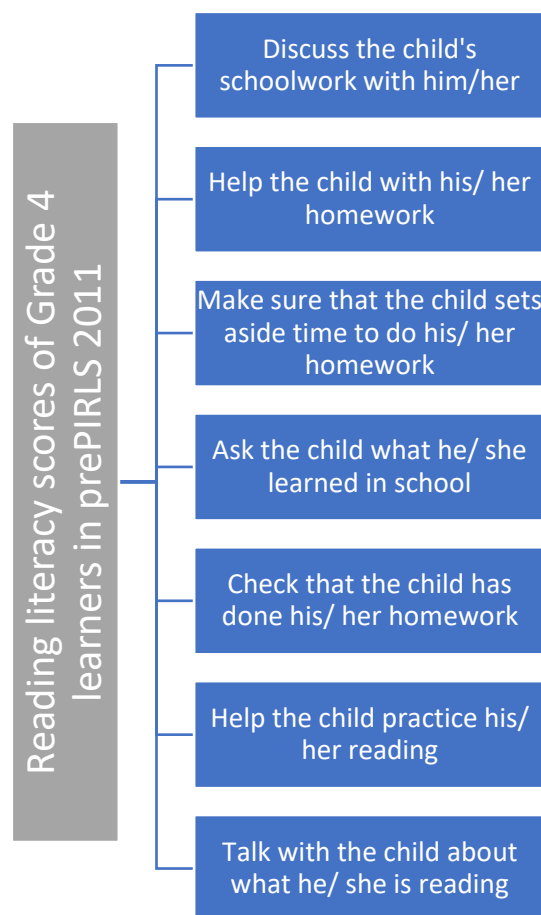 Reading literacy scores of Grade 4
learners in prePIRLS 2011
Discuss the child's
schoolwork with him/her
Help the child with his/ her
homework
Make sure that the child sets
aside time to do his/ her
homework
Ask the child what he/ she
learned in school
Check that the child has
done his/ her homework
Help the child practice his/
her reading
Talk with the child about
what he/ she is reading